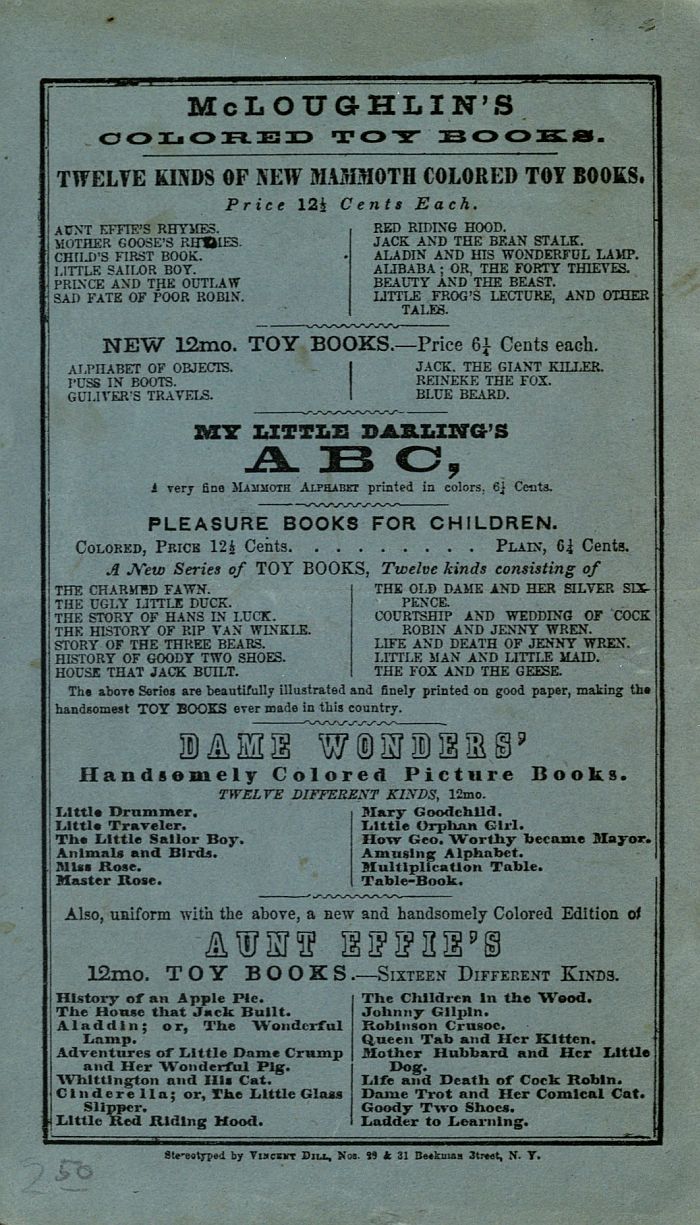 McLOUGHLIN'S
COLORED TOY BOOKS.
TWELVE KINDS OF NEW MAMMOTH COLORED TOY BOOKS.
Price 12½ Cents Each.
AUNT EFFIE'S RHYMES.
MOTHER GOOSE'S RHYMES.
CHILD'S FIRST BOOK.
LITTLE SAILOR BOY.
PRINCE AND THE OUTLAW
SAD FATE OF POOR ROBIN.
RED RIDING HOOD.
JACK AND THE BEAN STALK.
ALADIN AND HIS WONDERFUL LAMP.
ALIBABA; OR, THE FORTY THIEVES.
BEAUTY AND THE BEAST.
LITTLE FROG'S LECTURE, AND OTHER
TALES.
NEW 12mo. TOY BOOKS.—Price 6¼ Cents each.
ALPHABET OF OBJECTS.
PUSS IN BOOTS.
GULIVER'S TRAVELS.
JACK. THE GIANT KILLER.
REINEKE THE FOX.
BLUE BEARD.
MY LITTLE DARLING'S
ABC,
A very fine MAMMOTH ALPHABET printed in colors, 6¼ Cents.
PLEASURE BOOKS FOR CHILDREN.
COLORED, PRICE 12½ Cents. . . . . . . . . . PLAIN, 6¼ Cents.
A New Series of TOY BOOKS, Twelve kinds consisting of
THE CHARMED FAWN.
THE UGLY LITTLE DUCK.
THE STORY OF HANS IN LUCK.
THE HISTORY OF RIP VAN WINKLE.
STORY OF THE THREE BEARS.
HISTORY OF GOODY TWO SHOES.
HOUSE THAT JACK BUILT.
THE OLD DAME AND HER SILVER SIX-
PENCE.
COURTSHIP AND WEDDING OF COCK
ROBIN AND JENNY WREN.
LIFE AND DEATH OF JENNY WREN.
LITTLE MAN AND LITTLE MAID.
THE FOX AND THE GEESE.
The above Series are beautifully illustrated and finely printed on good paper, making the
handsomest TOY BOOKS ever made in this country.
DAME WONDERS'
Handsomely Colored Picture Books.
TWELVE DIFFERENT KINDS, 12mo.
Little Drummer.
Little Traveler.
The Little Sailor Boy.
Animals and Birds.
Miss Rose.
Master Rose.
Mary Goodchild.
Little Orphan Girl.
How Geo. Worthy became Mayor.
Amusing Alphabet.
Multiplication Table.
Table-Book.
Also, uniform with the above, a new and handsomely Colored Edition of
AUNT EFFIE'S
12mo. TOY BOOKS.—SIXTEEN DIFFERENT KINDS.
History of an Apple Pie.
The House that Jack Built.
Aladdin; or, The Wonderful
Lamp.
Adventures of Little Dame Crump
and Her Wonderful Pig.
Whittington and His Cat.
Cinderella; or, The Little Glass
Slipper.
Little Red Riding Hood.
The Children in the Wood.
Johnny Gilpin.
Robinson Crusoe.
Queen Tab and Her Kitten.
Mother Hubbard and Her Little
Dog.
Life and Death of Cock Robin.
Dame Trot and Her Comical Cat.
Goody Two Shoes.
Ladder to Learning.
Stereotyped by VINCENT DILL, Nos. 29 & 31 Beekman Street, N. Y.
2 50